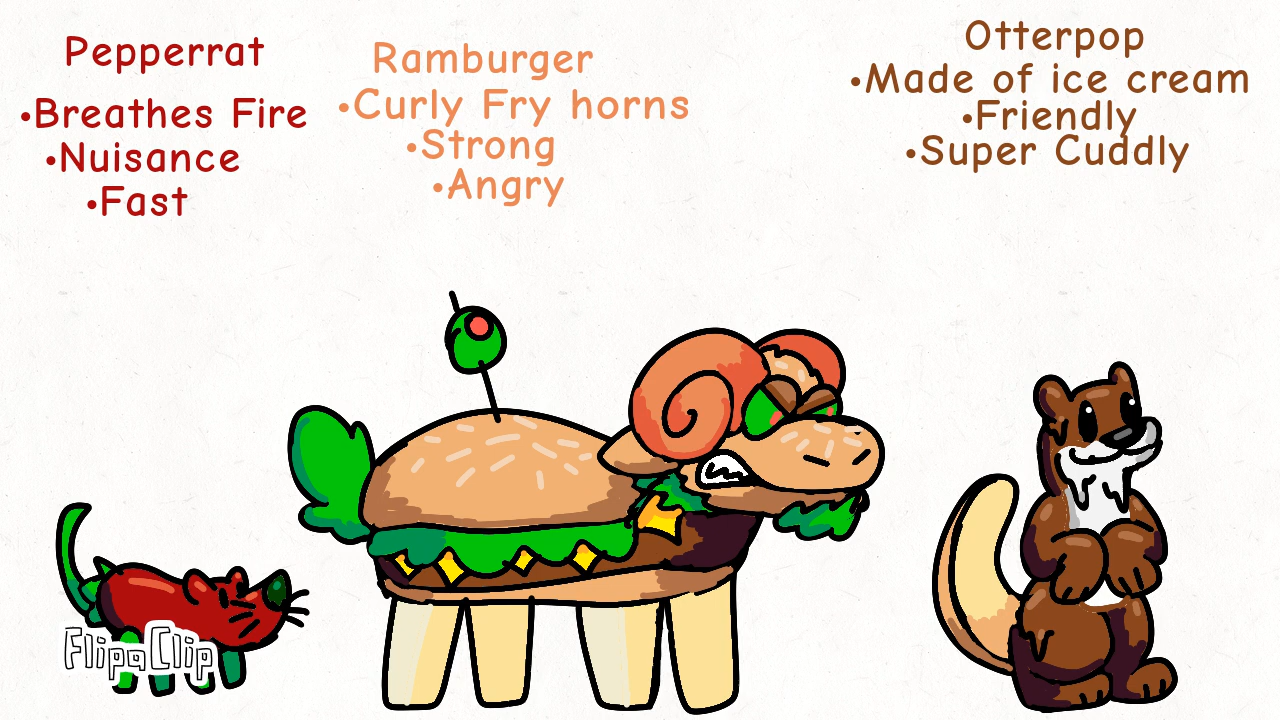 Pepperrat
•Breathes Fire
•Nuisance
•Fast
Ramburger
•Curly Fry horns
•Strong
•Angry
Otterpop
•Made of ice cream
•Friendly
•Super Cuddly
FlipaClip